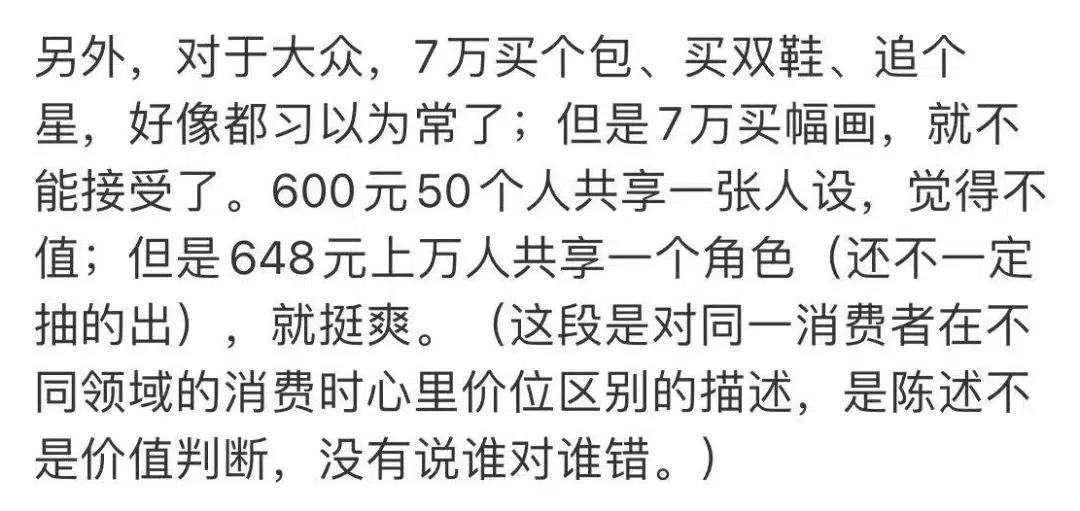 另外，对于大众，7万买个包、买双鞋、追个
星，好像都习以为常了；但是7万买幅画，就不
能接受了。600元50个人共享一张人设，觉得不
值；但是648元上万人共享一个角色（还不一定
抽的出），就挺爽。（这段是对同一消费者在不
同领域的消费时心里价位区别的描述，是陈述不
是价值判断，没有说谁对谁错。）